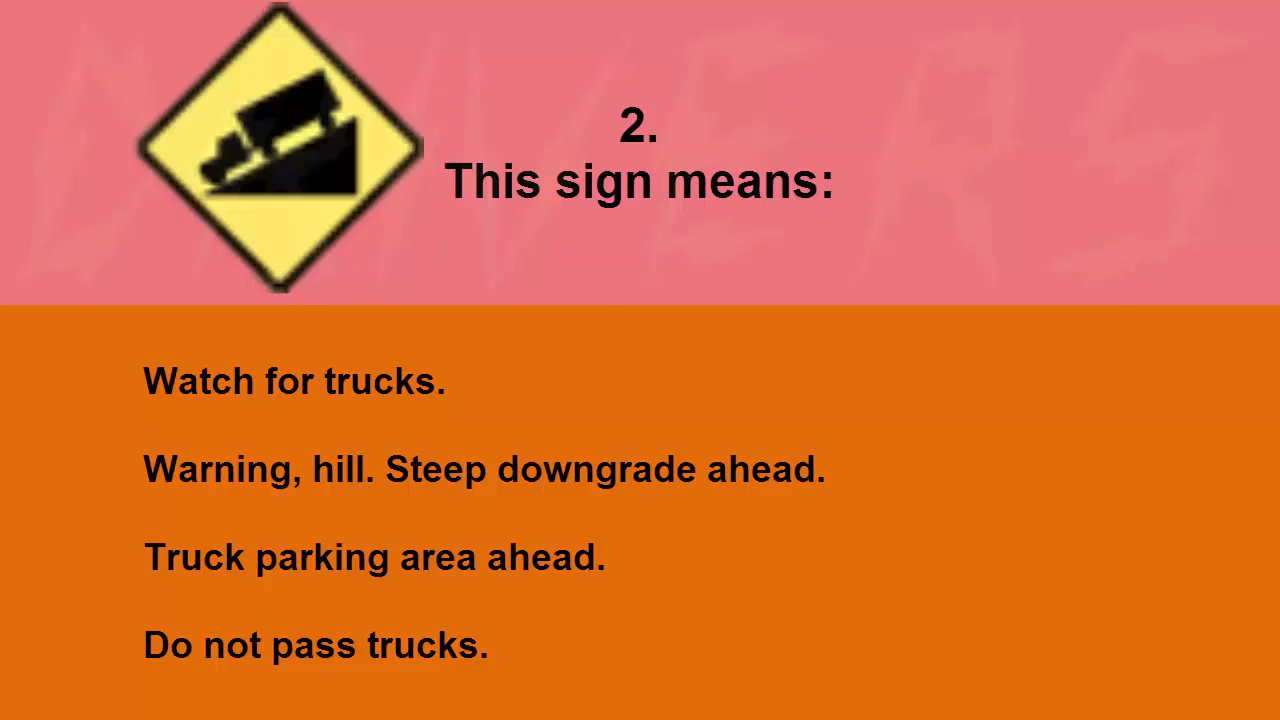 DRIVERS
2.
This sign means:
Watch for trucks.
Warning, hill. Steep downgrade ahead.
Truck parking area ahead.
Do not pass trucks.